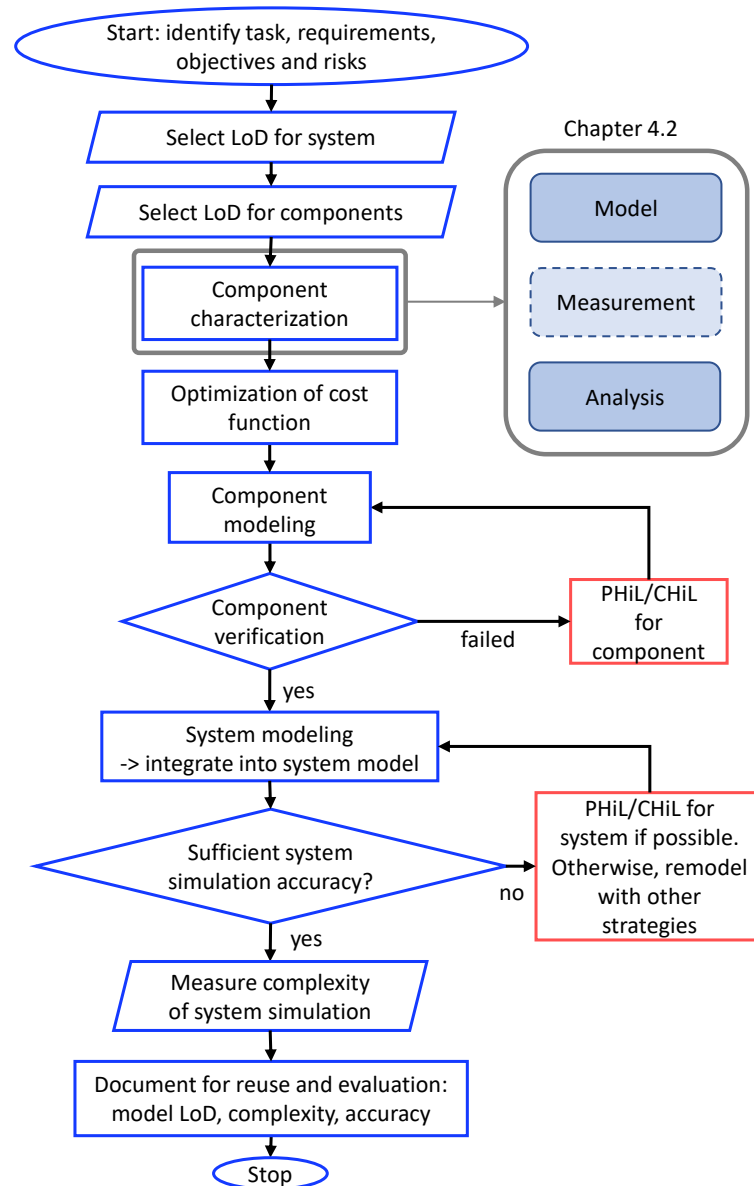 Start: identify task, requirements,
objectives and risks
Select LoD for system
Select LoD for components
Component
characterization
Chapter 4.2
Model
Measurement
Analysis
Optimization of cost
function
Component
modeling
Component
verification
failed
PHiL/CHiL
for
component
yes
System modeling
-> integrate into system model
Sufficient system
simulation accuracy?
no
PHiL/CHiL for
system if possible.
Otherwise, remodel
with other
strategies
yes
Measure complexity
of system simulation
Document for reuse and evaluation:
model LoD, complexity, accuracy
Stop